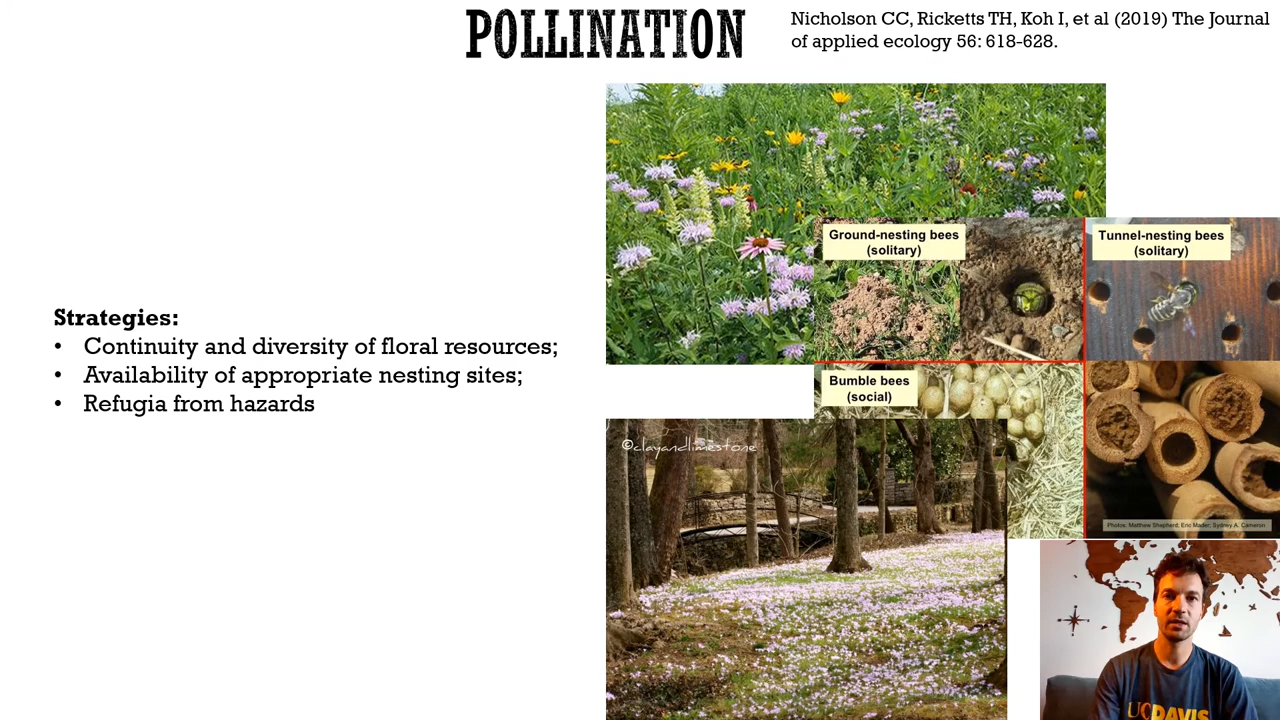 POLLINATION
Nicholson CC, Ricketts TH, Koh I, et al (2019) The Journal
of applied ecology 56: 618-628.
Strategies:
• Continuity and diversity of floral resources;
• Availability of appropriate nesting sites;
• Refugia from hazards
Ground-nesting bees
(solitary)
Tunnel-nesting bees
(solitary)
Bumble bees
(social)
©clayandlimestone
Photos: Matthew Shepherd; Eric Mader; Sydney A. Cameron
UC DAVIS